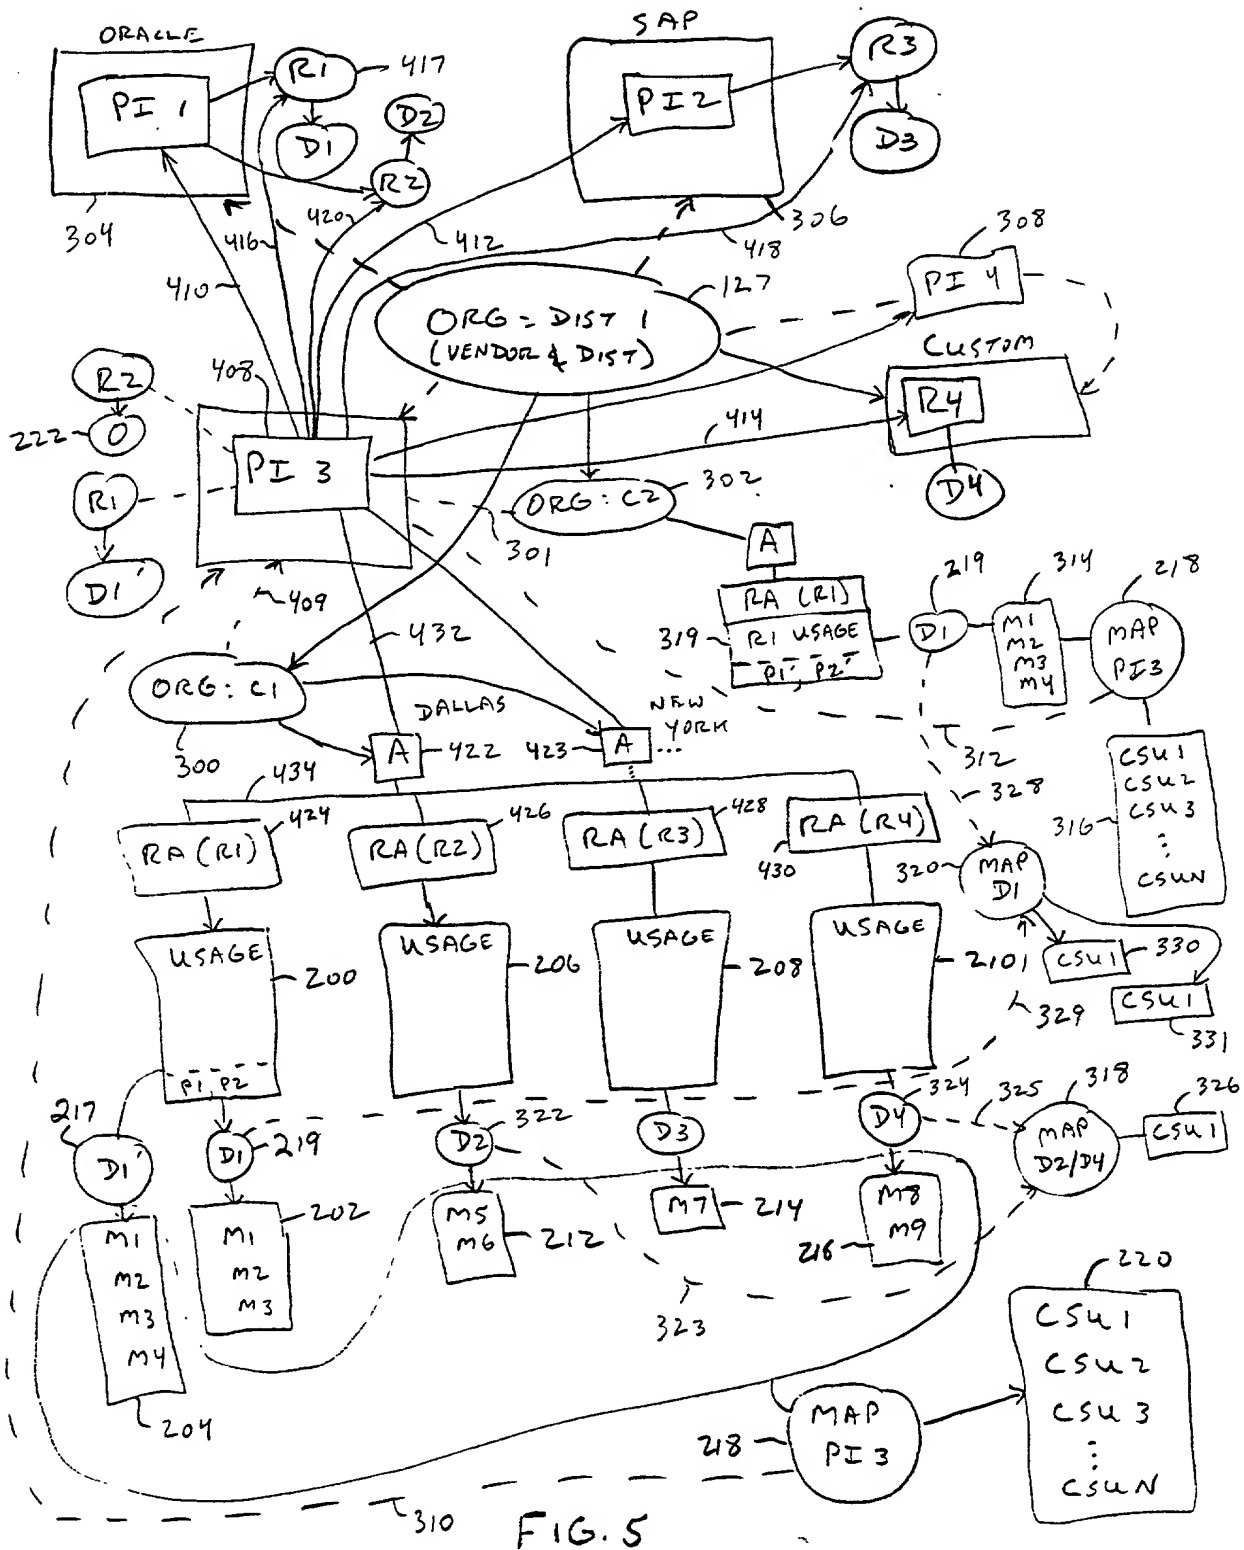 ORACLE
SAP
PI 1
R1
417
D2
D1
R2
304
PI2
R3
D3
306
410
416
420
412
418
308
PI 4
127
ORG = DIST 1
(VENDOR & DIST)
CUSTOM
R4
D4
408
R2
222
O
R1
D1'
PI 3
414
302
ORG: C2
301
409
A
RA (R1)
319
R1 USAGE
P1', P2'
D1
219
314
M1
M2
M3
M4
218
MAP
PI3
432
ORG: C1
300
DALLAS
A
422
423
A
...
NEW
YORK
312
328
316
CSU1
CSU2
CSU3
⋮
CSUN
434
424
RA (R1)
426
RA (R2)
428
RA (R3)
430
RA (R4)
320
MAP
D1
330
CSU1
CSU1
331
329
USAGE
200
P1, P2
USAGE
206
USAGE
208
USAGE
2101
217
D1'
D1
219
D2
322
D3
D4
324
325
318
MAP
D2/D4
326
CSU1
M1
M2
M3
M4
204
M1
M2
M3
202
M5
M6
212
M7
214
M8
M9
216
323
220
CSU1
CSU2
CSU3
⋮
CSUN
218
MAP
PI3
310
FIG. 5